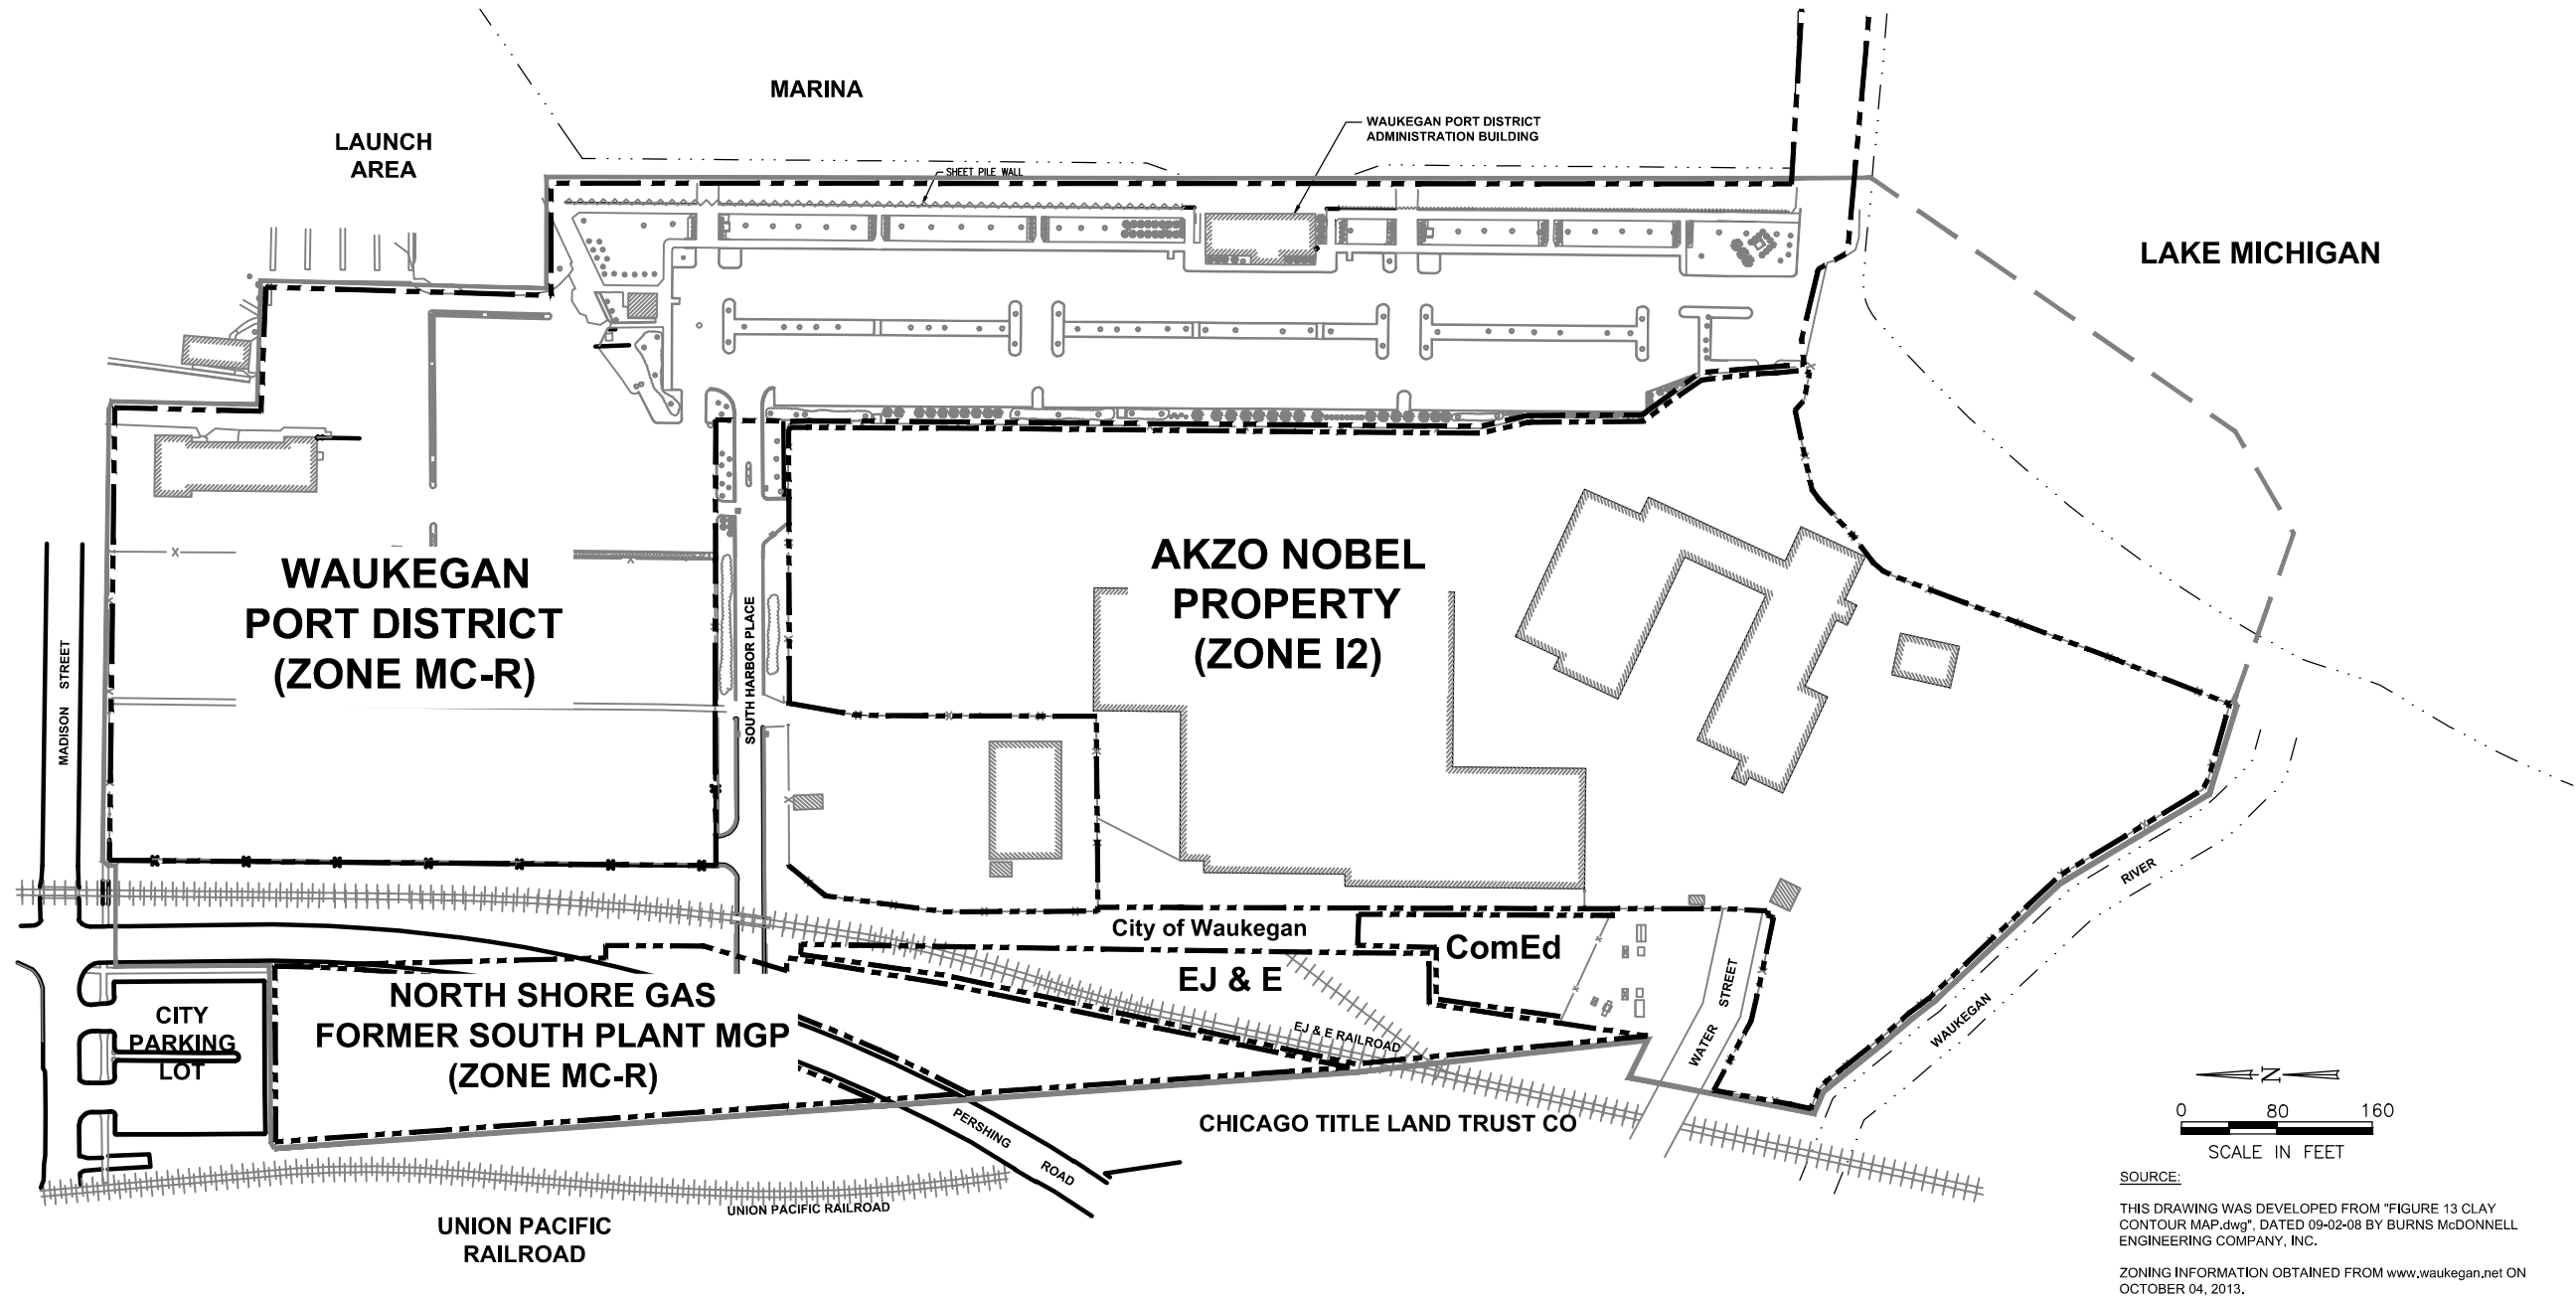 MARINA
WAUKEGAN PORT DISTRICT
ADMINISTRATION BUILDING
LAUNCH
AREA
SHEET PILE WALL
LAKE MICHIGAN
WAUKEGAN
PORT DISTRICT
(ZONE MC-R)
AKZO NOBEL
PROPERTY
(ZONE I2)
MADISON STREET
SOUTH HARBOR PLACE
RIVER
WAUKEGAN
City of Waukegan
ComEd
EJ & E
EJ & E RAILROAD
WATER STREET
NORTH SHORE GAS
FORMER SOUTH PLANT MGP
(ZONE MC-R)
CITY
PARKING
LOT
PERSHING ROAD
CHICAGO TITLE LAND TRUST CO
UNION PACIFIC RAILROAD
UNION PACIFIC
RAILROAD
N
0 80 160
SCALE IN FEET
SOURCE:
THIS DRAWING WAS DEVELOPED FROM "FIGURE 13 CLAY
CONTOUR MAP.dwg", DATED 09-02-08 BY BURNS McDONNELL
ENGINEERING COMPANY, INC.
ZONING INFORMATION OBTAINED FROM www.waukegan.net ON
OCTOBER 04, 2013.